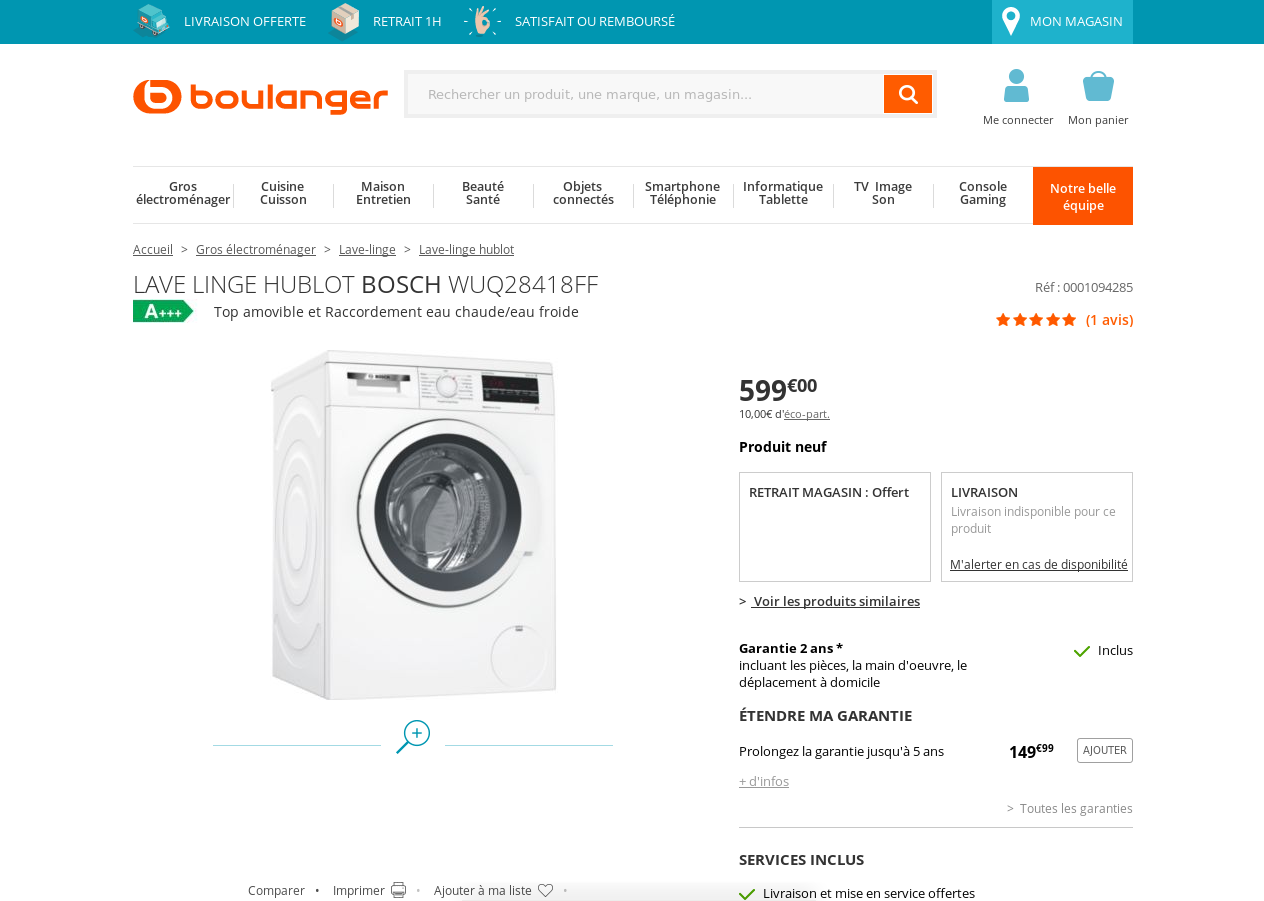 LIVRAISON OFFERTE
RETRAIT 1H
SATISFAIT OU REMBOURSÉ
MON MAGASIN
boulanger
Rechercher un produit, une marque, un magasin...
Me connecter
Mon panier
Gros
électroménager
Cuisine
Cuisson
Maison
Entretien
Beauté
Santé
Objets
connectés
Smartphone
Téléphonie
Informatique
Tablette
TV Image
Son
Console
Gaming
Notre belle
équipe
Accueil > Gros électroménager > Lave-linge > Lave-linge hublot
LAVE LINGE HUBLOT BOSCH WUQ28418FF
Réf : 0001094285
A+++
Top amovible et Raccordement eau chaude/eau froide
(1 avis)
599€00
10,00€ d'éco-part.
Produit neuf
RETRAIT MAGASIN : Offert
LIVRAISON
Livraison indisponible pour ce
produit
M'alerter en cas de disponibilité
> Voir les produits similaires
Garantie 2 ans *
incluant les pièces, la main d'oeuvre, le
déplacement à domicile
Inclus
ÉTENDRE MA GARANTIE
Prolongez la garantie jusqu'à 5 ans
149€99
AJOUTER
+ d'infos
> Toutes les garanties
SERVICES INCLUS
Livraison et mise en service offertes
Comparer • Imprimer • Ajouter à ma liste •